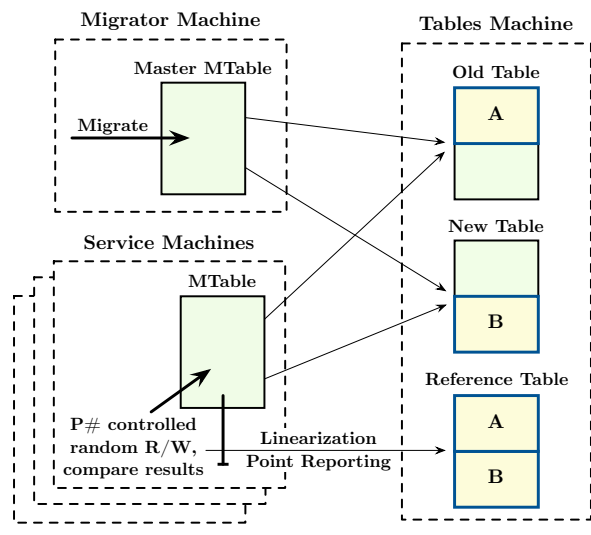 Migrator Machine
Master MTable
Migrate
Service Machines
MTable
P# controlled
random R/W,
compare results
Linearization
Point Reporting
Tables Machine
Old Table
A
New Table
B
Reference Table
A
B